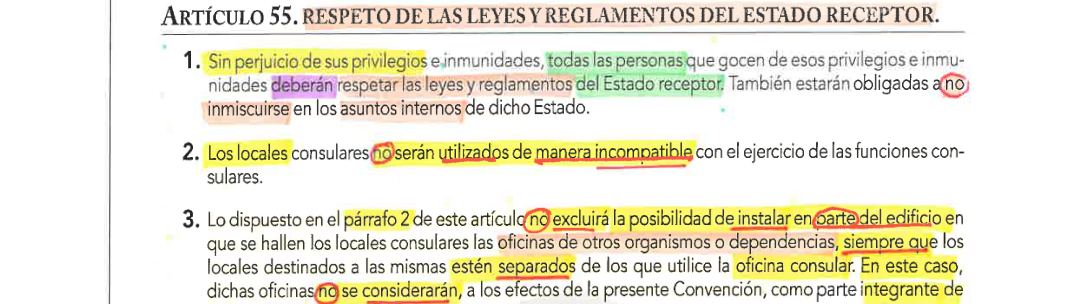 ARTÍCULO 55. RESPETO DE LAS LEYES Y REGLAMENTOS DEL ESTADO RECEPTOR.
1. Sin perjuicio de sus privilegios e inmunidades, todas las personas que gocen de esos privilegios e inmu-
nidades deberán respetar las leyes y reglamentos del Estado receptor. También estarán obligadas a no
inmiscuirse en los asuntos internos de dicho Estado.
2. Los locales consulares no serán utilizados de manera incompatible con el ejercicio de las funciones con-
sulares.
3. Lo dispuesto en el párrafo 2 de este artículo no excluirá la posibilidad de instalar en parte del edificio en
que se hallen los locales consulares las oficinas de otros organismos o dependencias, siempre que los
locales destinados a las mismas estén separados de los que utilice la oficina consular. En este caso,
dichas oficinas no se considerarán, a los efectos de la presente Convención, como parte integrante de